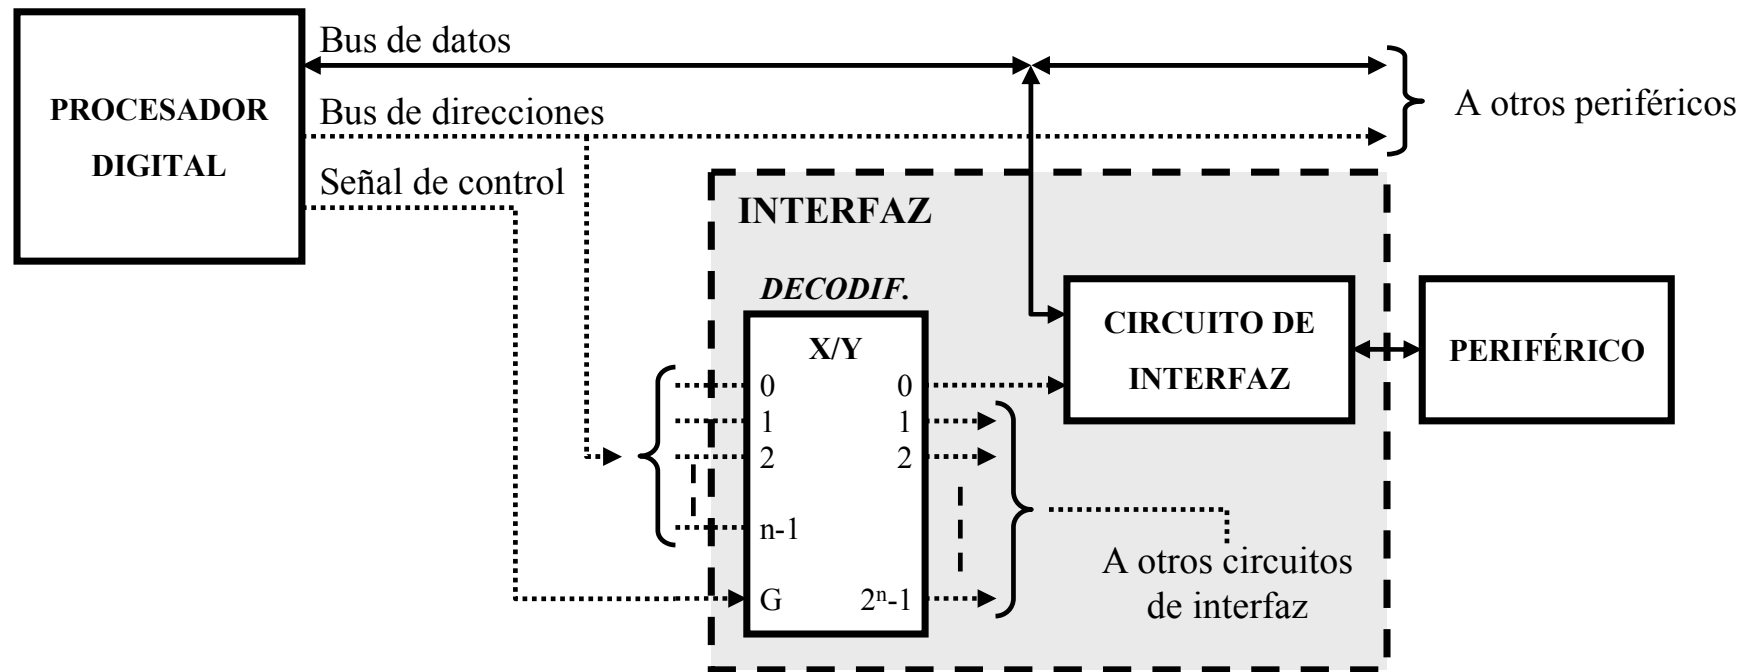 Bus de datos
PROCESADOR
DIGITAL
Bus de direcciones
A otros periféricos
Señal de control
INTERFAZ
DECODIF.
X/Y
0
1
2
n-1
G
0
1
2
2ⁿ-1
CIRCUITO DE
INTERFAZ
PERIFÉRICO
A otros circuitos
de interfaz